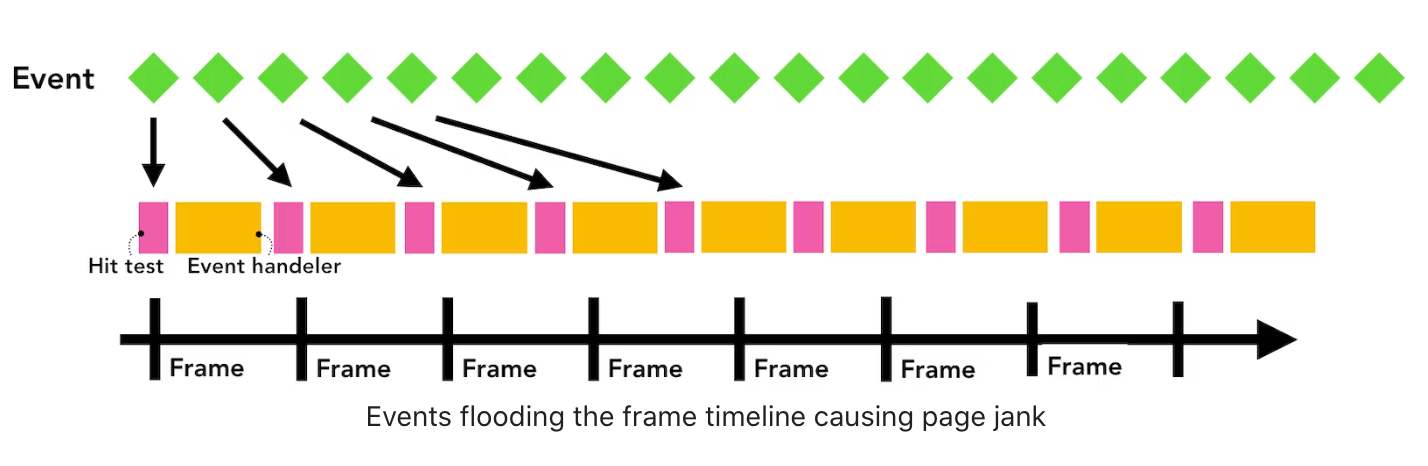 Event
Hit test
Event handeler
Frame
Frame
Frame
Frame
Frame
Frame
Frame
Events flooding the frame timeline causing page jank